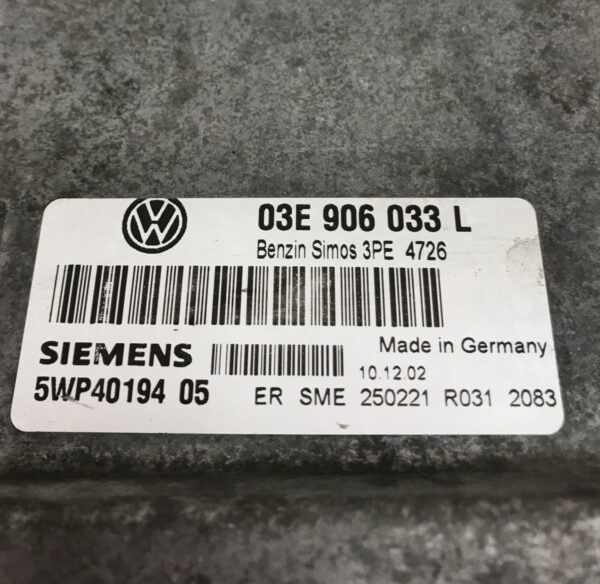 03E 906 033 L
Benzin Simos 3PE 4726
SIEMENS
Made in Germany
10.12.02
5WP40194 05
ER SME 250221 R031 2083